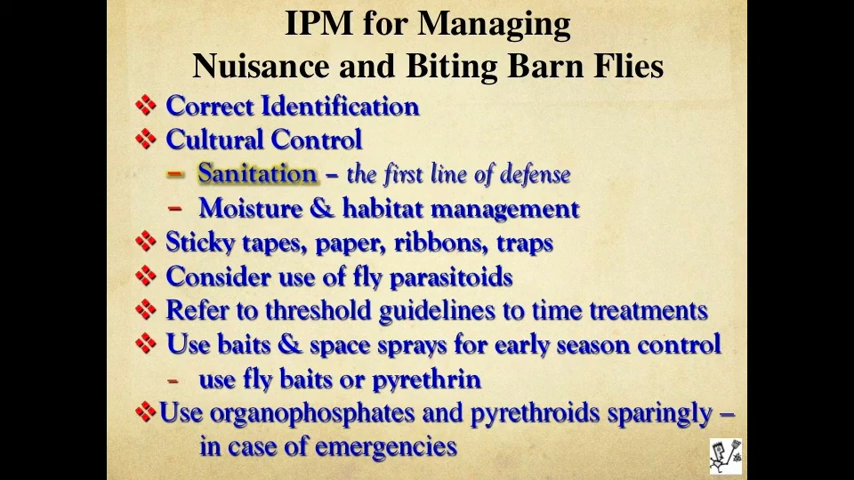 IPM for Managing
Nuisance and Biting Barn Flies
❖ Correct Identification
❖ Cultural Control
– Sanitation – the first line of defense
– Moisture & habitat management
❖ Sticky tapes, paper, ribbons, traps
❖ Consider use of fly parasitoids
❖ Refer to threshold guidelines to time treatments
❖ Use baits & space sprays for early season control
- use fly baits or pyrethrin
❖Use organophosphates and pyrethroids sparingly –
in case of emergencies